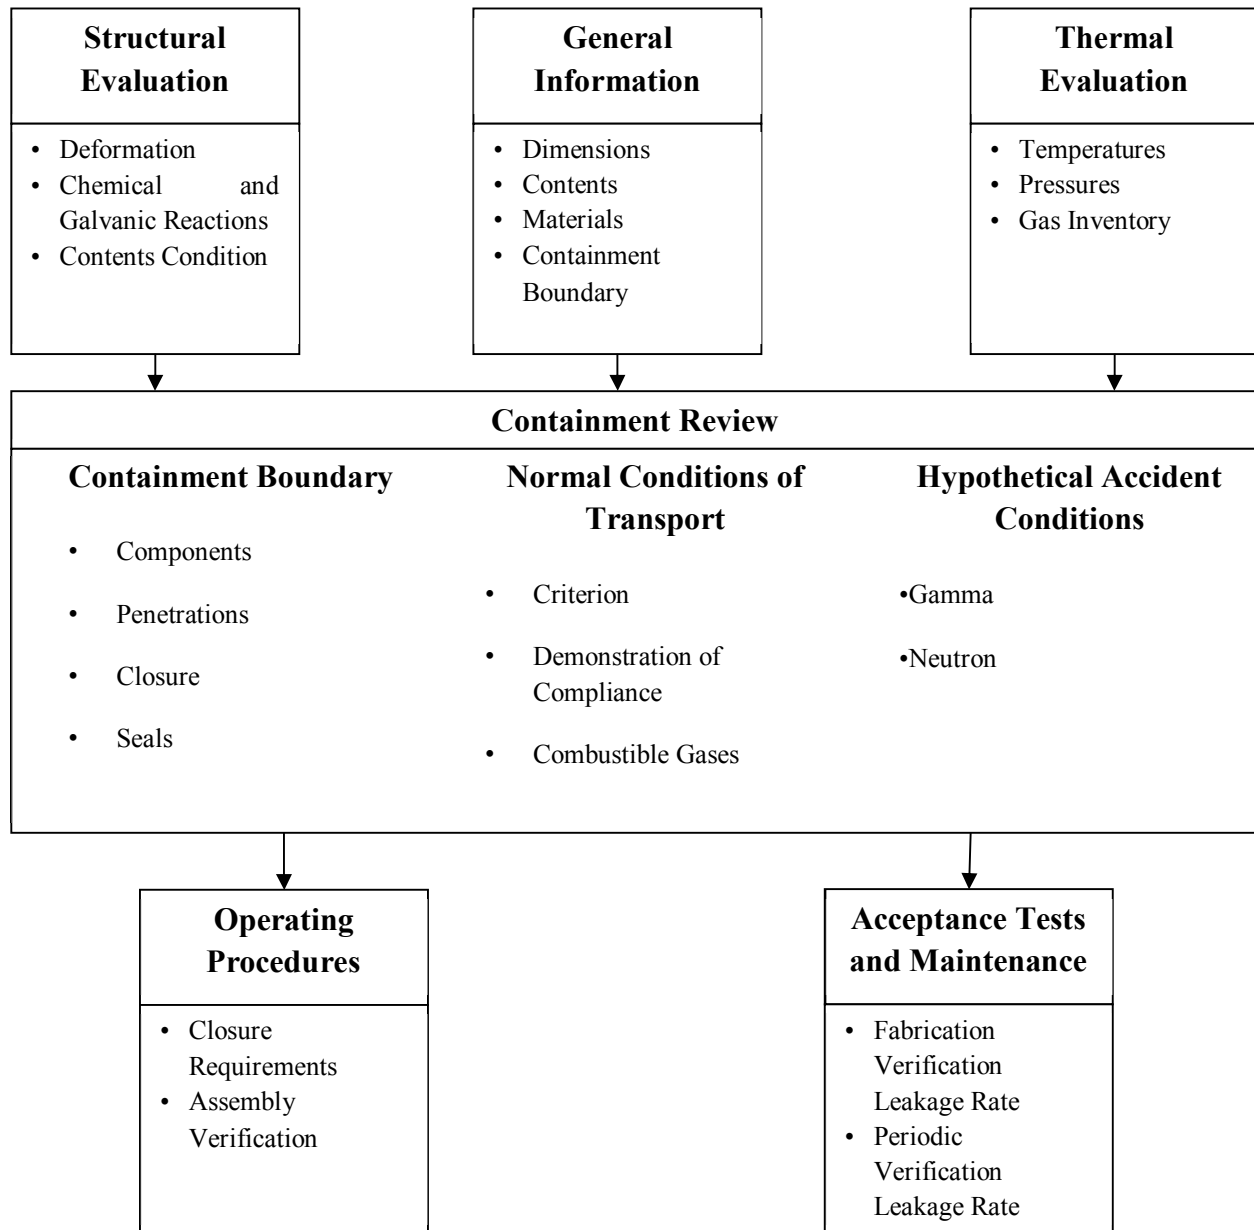 Structural
Evaluation
• Deformation
• Chemical and
Galvanic Reactions
• Contents Condition
General
Information
• Dimensions
• Contents
• Materials
• Containment
Boundary
Thermal
Evaluation
• Temperatures
• Pressures
• Gas Inventory
Containment Review
Containment Boundary
• Components
• Penetrations
• Closure
• Seals
Normal Conditions of
Transport
• Criterion
• Demonstration of
Compliance
• Combustible Gases
Hypothetical Accident
Conditions
•Gamma
•Neutron
Operating
Procedures
• Closure
Requirements
• Assembly
Verification
Acceptance Tests
and Maintenance
• Fabrication
Verification
Leakage Rate
• Periodic
Verification
Leakage Rate